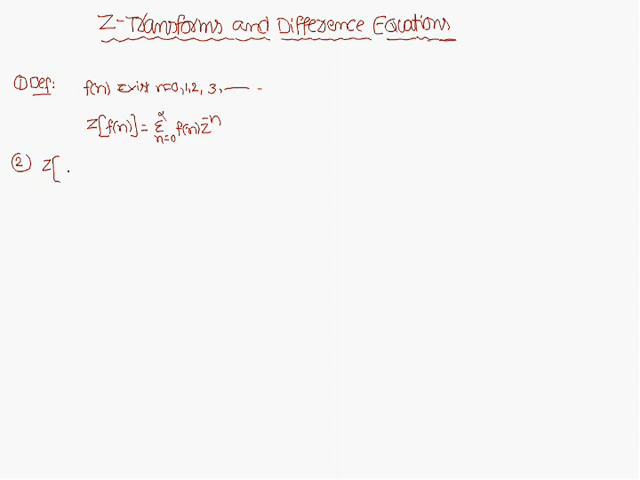 Z-Transforms and Difference Equations
① Def: f(n) exist n=0,1,2, 3, —— -
Z[f(n)] = Σ_{n=0}^{∞} f(n) z^{-n}
② Z[ .